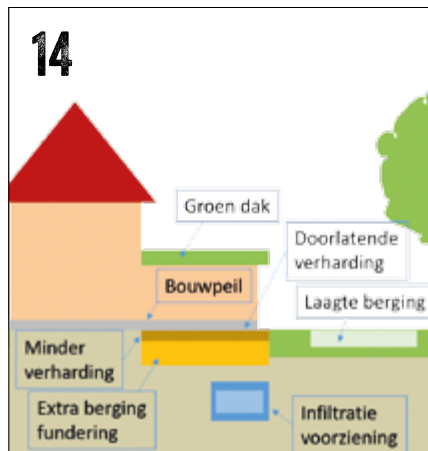 14
Groen dak
Doorlatende
verharding
Bouwpeil
Laagte berging
Minder
verharding
Extra berging
fundering
Infiltratie
voorziening